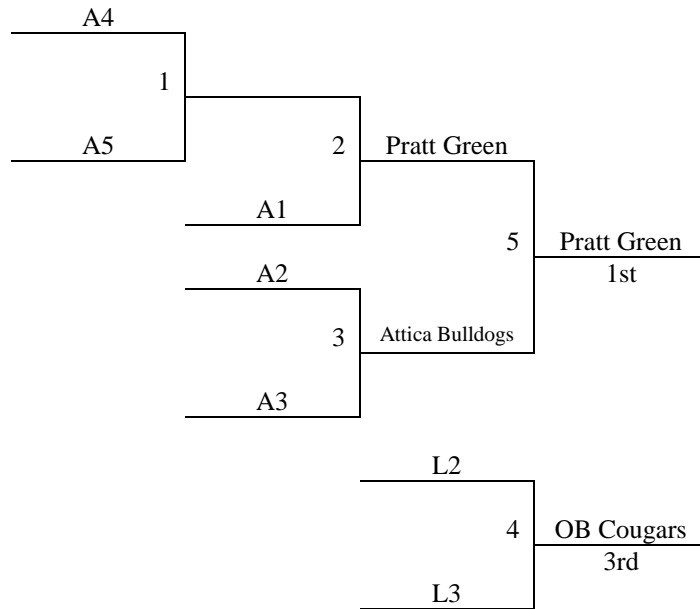 A4
1
A5
2
Pratt Green
A1
5
Pratt Green
1st
A2
3
Attica Bulldogs
A3
L2
4
OB Cougars
3rd
L3